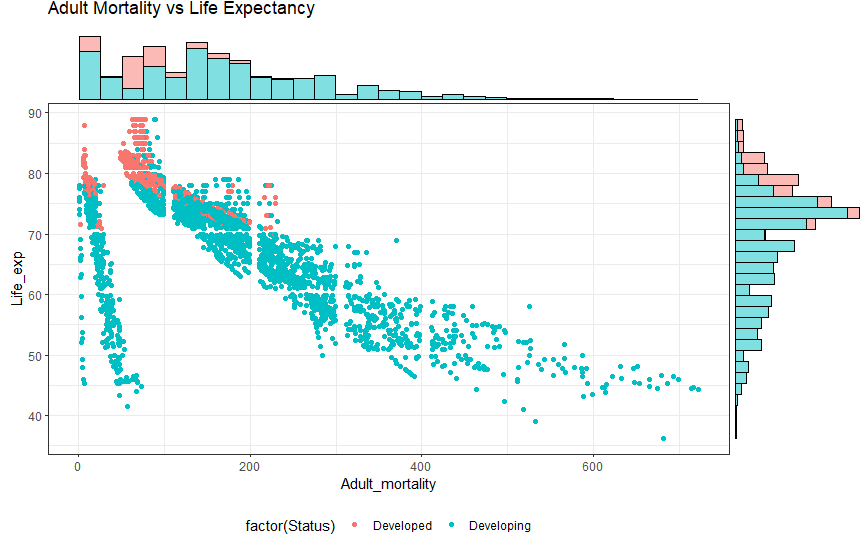 Adult Mortality vs Life Expectancy
90
80
70
60
50
40
Life_exp
0 200 400 600
Adult_mortality
factor(Status) Developed Developing